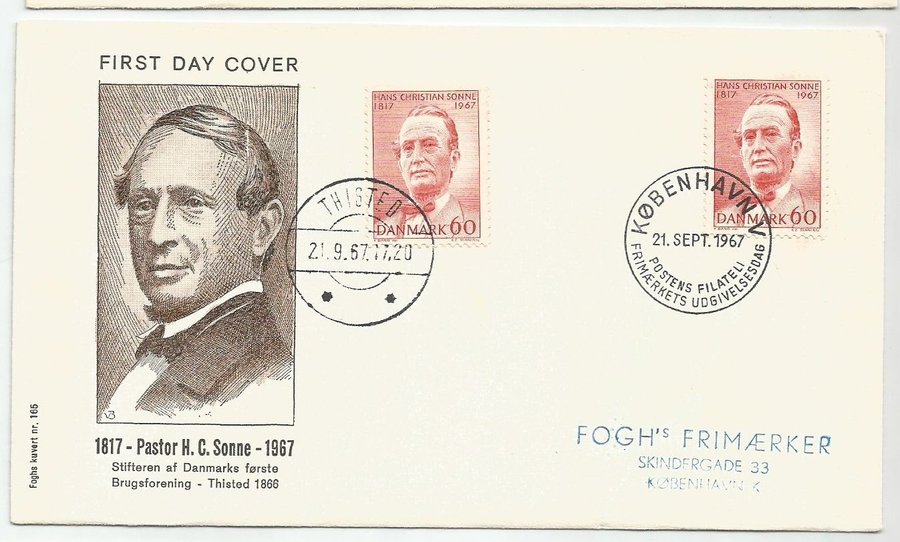 FIRST DAY COVER
HANS CHRISTIAN SONNE
1817 1967
DANMARK 60
THISTED
21.9.67.17.20
HANS CHRISTIAN SONNE
1817 1967
DANMARK 60
KØBENHAVN V
21. SEPT. 1967
POSTENS FILATELI
FRIMÆRKETS UDGIVELSESDAG
VB
1817 - Pastor H. C. Sonne - 1967
Stifteren af Danmarks første
Brugsforening - Thisted 1866
Foghs kuvert nr. 165
FOGH's FRIMÆRKER
SKINDERGADE 33
KØBENHAVN K